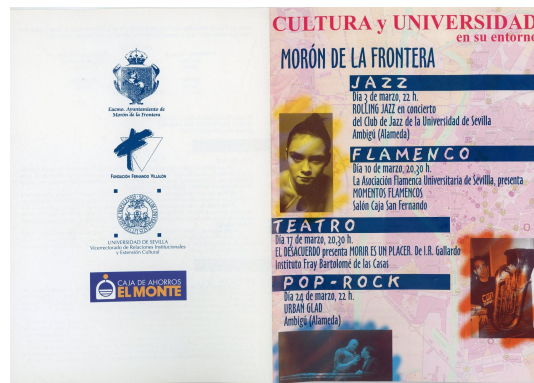 Excmo. Ayuntamiento de
Morón de la Frontera
FUNDACIÓN FERNANDO VILLALÓN
UNIVERSIDAD DE SEVILLA
Vicerrectorado de Relaciones Institucionales
y Extensión Cultural
CAJA DE AHORROS
EL MONTE
CULTURA y UNIVERSIDAD
en su entorno
MORÓN DE LA FRONTERA
JAZZ
Día 3 de marzo, 22 h.
ROLLING JAZZ en concierto
del Club de Jazz de la Universidad de Sevilla
Ambigú (Alameda)
FLAMENCO
Día 10 de marzo, 20,30 h.
La Asociación Flamenca Universitaria de Sevillla, presenta
MOMENTOS FLAMENCOS
Salón Caja San Fernando
TEATRO
Día 17 de marzo, 20,30 h.
EL DESACUERDO presenta MORIR ES UN PLACER. De I.R. Gallardo
Instituto Fray Bartolomé de las Casas
POP-ROCK
Día 24 de marzo, 22 h.
URBAN GLAD
Ambigú (Alameda)